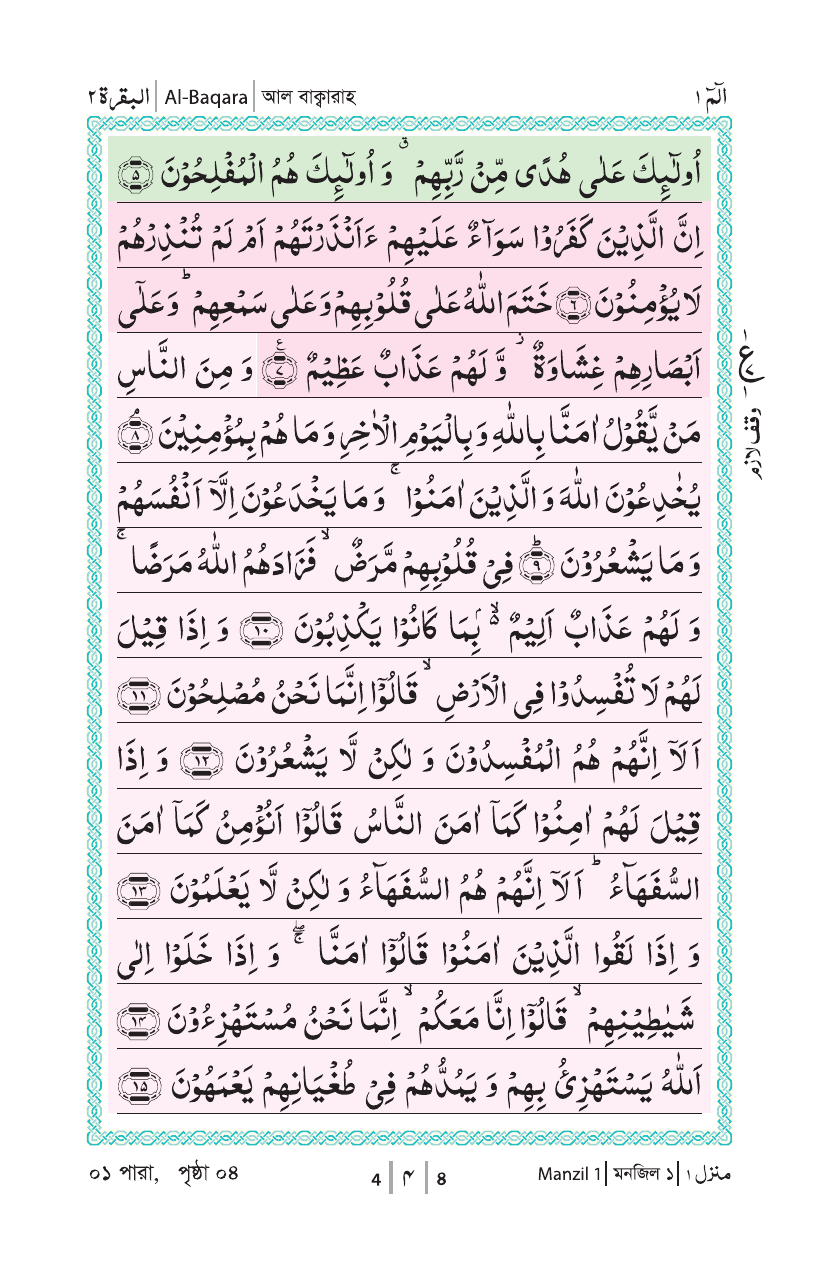 البقرة ٢ | Al-Baqara | আল বাক্বারাহ
الٓمّٓ ١
اُولٰٓئِكَ عَلٰى هُدًى مِّنْ رَّبِّهِمْ ۗ وَ اُولٰٓئِكَ هُمُ الْمُفْلِحُوْنَ ۝٥
اِنَّ الَّذِيْنَ كَفَرُوْا سَوَآءٌ عَلَيْهِمْ ءَاَنْذَرْتَهُمْ اَمْ لَمْ تُنْذِرْهُمْ
لَا يُؤْمِنُوْنَ ۝٦ خَتَمَ اللّٰهُ عَلٰى قُلُوْبِهِمْ وَعَلٰى سَمْعِهِمْ ؕ وَعَلٰٓى
اَبْصَارِهِمْ غِشَاوَةٌ ؗ وَّ لَهُمْ عَذَابٌ عَظِيْمٌ ۝٧ ع وَ مِنَ النَّاسِ
مَنْ يَّقُوْلُ اٰمَنَّا بِاللّٰهِ وَبِالْيَوْمِ الْاٰخِرِ وَ مَا هُمْ بِمُؤْمِنِيْنَ ۝٨ۘ
يُخٰدِعُوْنَ اللّٰهَ وَ الَّذِيْنَ اٰمَنُوْا ۚ وَ مَا يَخْدَعُوْنَ اِلَّاۤ اَنْفُسَهُمْ
وَ مَا يَشْعُرُوْنَ ۝٩ؕ فِيْ قُلُوْبِهِمْ مَّرَضٌ ۙ فَزَادَهُمُ اللّٰهُ مَرَضًا ۚ
وَ لَهُمْ عَذَابٌ اَلِيْمٌۢ ۙ بِمَا كَانُوْا يَكْذِبُوْنَ ۝١٠ وَ اِذَا قِيْلَ
لَهُمْ لَا تُفْسِدُوْا فِى الْاَرْضِ ۙ قَالُوْۤا اِنَّمَا نَحْنُ مُصْلِحُوْنَ ۝١١
اَلَاۤ اِنَّهُمْ هُمُ الْمُفْسِدُوْنَ وَ لٰكِنْ لَّا يَشْعُرُوْنَ ۝١٢ وَ اِذَا
قِيْلَ لَهُمْ اٰمِنُوْا كَمَاۤ اٰمَنَ النَّاسُ قَالُوْۤا اَنُؤْمِنُ كَمَاۤ اٰمَنَ
السُّفَهَآءُ ؕ اَلَاۤ اِنَّهُمْ هُمُ السُّفَهَآءُ وَ لٰكِنْ لَّا يَعْلَمُوْنَ ۝١٣
وَ اِذَا لَقُوا الَّذِيْنَ اٰمَنُوْا قَالُوْۤا اٰمَنَّا ۖۚ وَ اِذَا خَلَوْا اِلٰى
شَيٰطِيْنِهِمْ ۙ قَالُوْۤا اِنَّا مَعَكُمْ ۙ اِنَّمَا نَحْنُ مُسْتَهْزِءُوْنَ ۝١٤
اَللّٰهُ يَسْتَهْزِئُ بِهِمْ وَ يَمُدُّهُمْ فِيْ طُغْيَانِهِمْ يَعْمَهُوْنَ ۝١٥
ع
وقف لازم
০১ পারা, পৃষ্ঠা ০৪
4 | ۴ | 8
Manzil 1 | মনজিল ১ | منزل ١